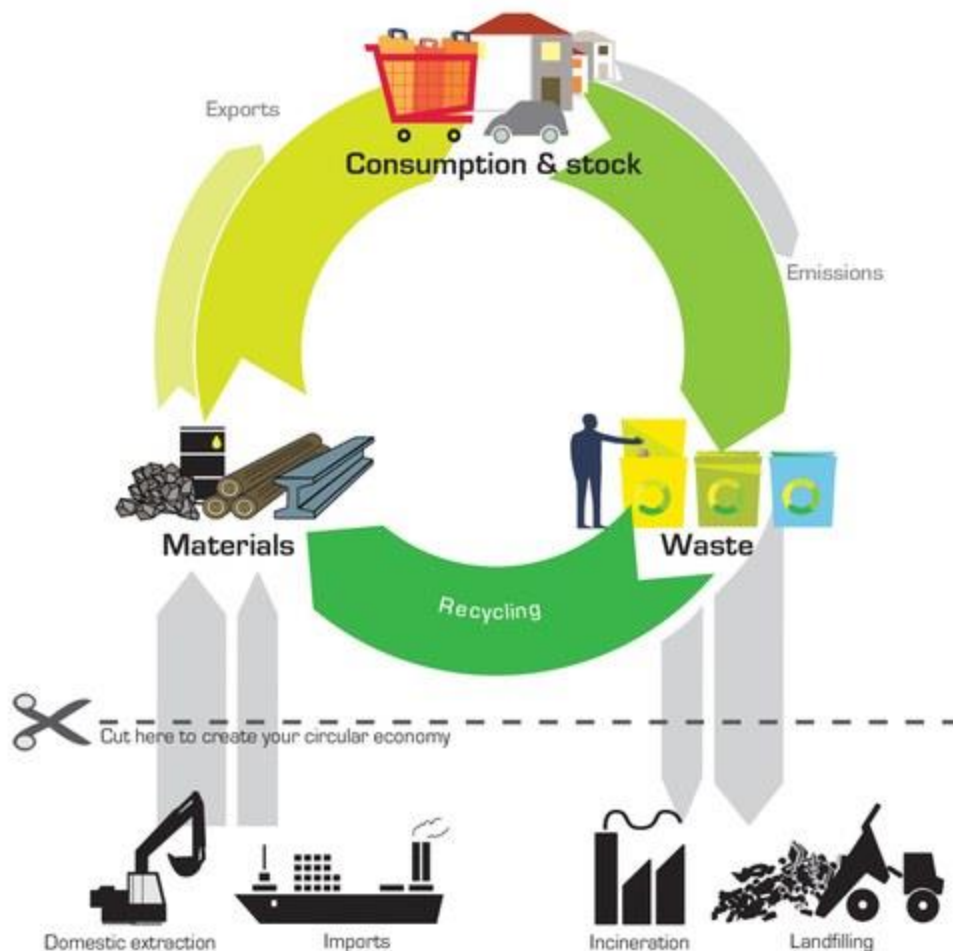 Exports
Consumption & stock
Emissions
Materials
Waste
Recycling
Cut here to create your circular economy
Domestic extraction
Imports
Incineration
Landfilling